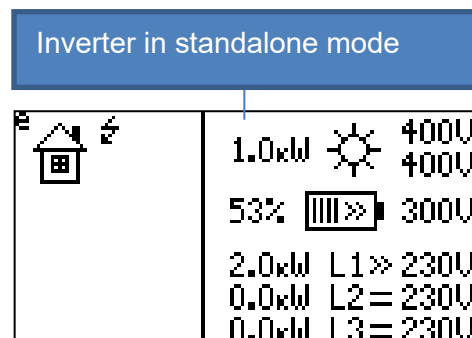 Inverter in standalone mode
e
1.0kW 400V
400V
53% 300V
2.0kW L1» 230V
0.0kW L2= 230V
0.0kW L3= 230V